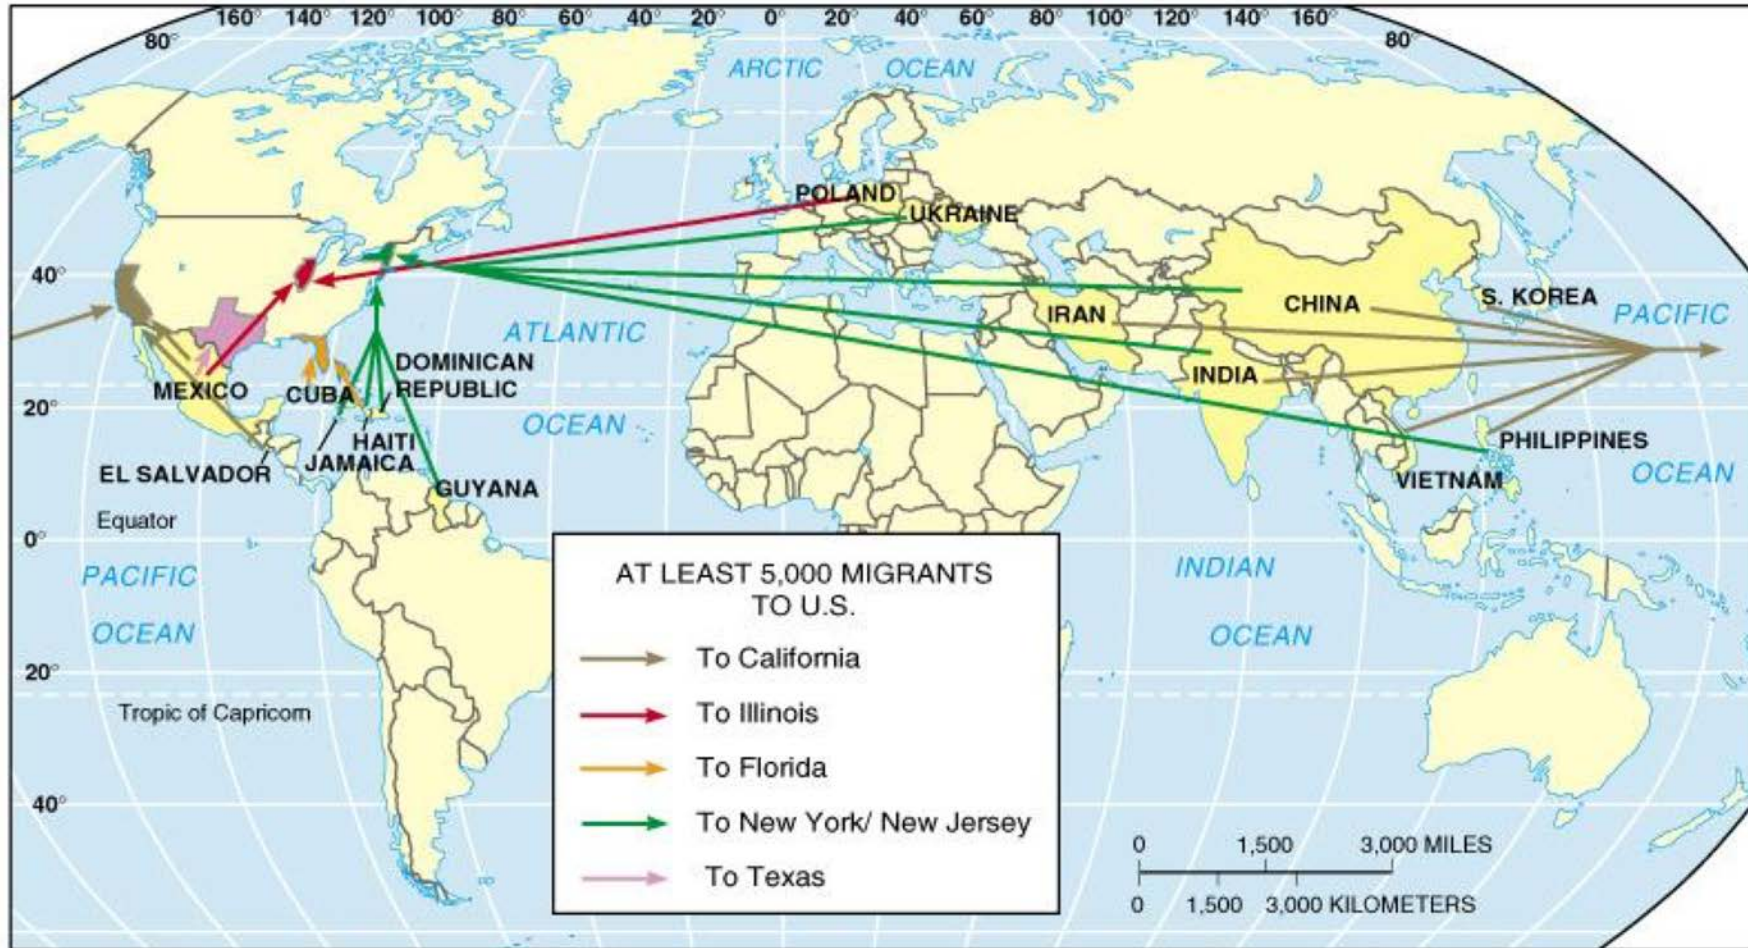 160° 140° 120° 100° 80° 60° 40° 20° 0° 20° 40° 60° 80° 100° 120° 140° 160°
80° 80°
ARCTIC OCEAN
POLAND
UKRAINE
40°
CHINA
S. KOREA
IRAN
PACIFIC
ATLANTIC
DOMINICAN
REPUBLIC
INDIA
MEXICO
CUBA
20°
OCEAN
HAITI
PHILIPPINES
JAMAICA
EL SALVADOR
OCEAN
VIETNAM
GUYANA
Equator
0°
PACIFIC
INDIAN
OCEAN
OCEAN
20°
Tropic of Capricorn
40°
AT LEAST 5,000 MIGRANTS
TO U.S.
To California
To Illinois
To Florida
To New York/ New Jersey
To Texas
0 1,500 3,000 MILES
0 1,500 3,000 KILOMETERS